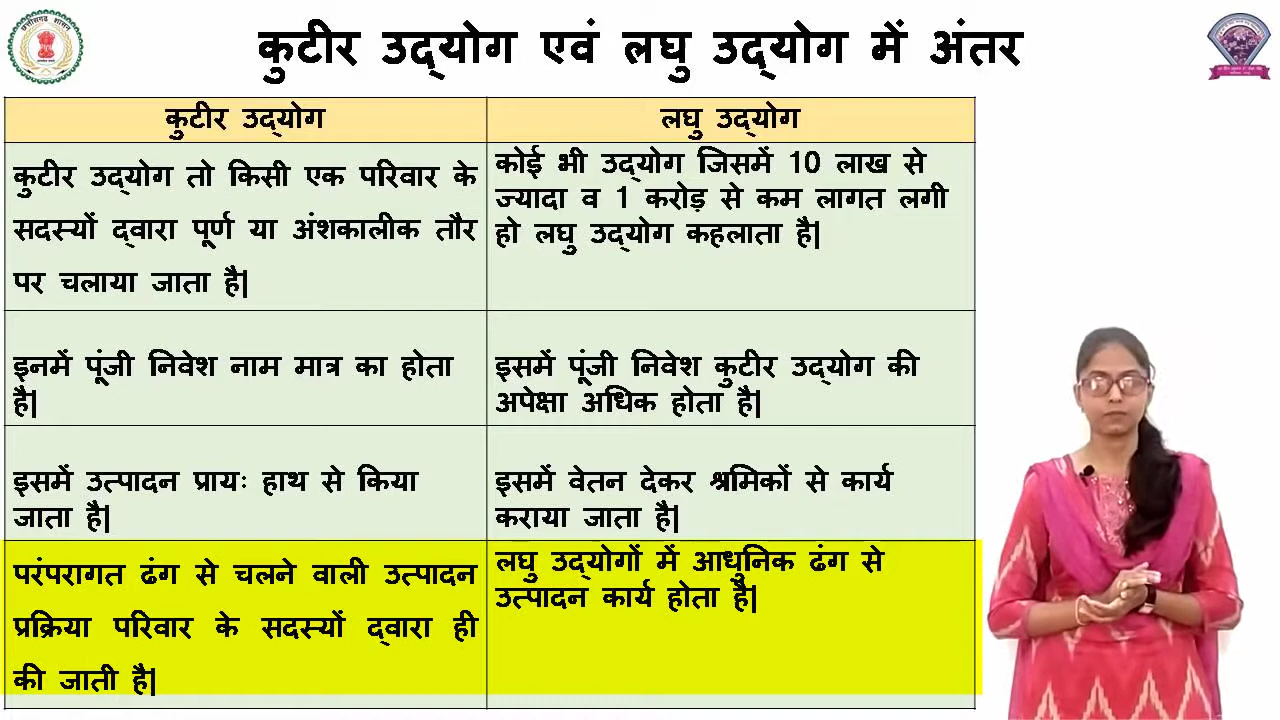 कुटीर उद्योग एवं लघु उद्योग में अंतर
कुटीर उद्योग
लघु उद्योग
कुटीर उद्योग तो किसी एक परिवार के
सदस्यों द्वारा पूर्ण या अंशकालीक तौर
पर चलाया जाता है|
कोई भी उद्योग जिसमें 10 लाख से
ज्यादा व 1 करोड़ से कम लागत लगी
हो लघु उद्योग कहलाता है|
इनमें पूंजी निवेश नाम मात्र का होता
है|
इसमें पूंजी निवेश कुटीर उद्योग की
अपेक्षा अधिक होता है|
इसमें उत्पादन प्रायः हाथ से किया
जाता है|
इसमें वेतन देकर श्रमिकों से कार्य
कराया जाता है|
परंपरागत ढंग से चलने वाली उत्पादन
प्रक्रिया परिवार के सदस्यों द्वारा ही
की जाती है|
लघु उद्योगों में आधुनिक ढंग से
उत्पादन कार्य होता है|